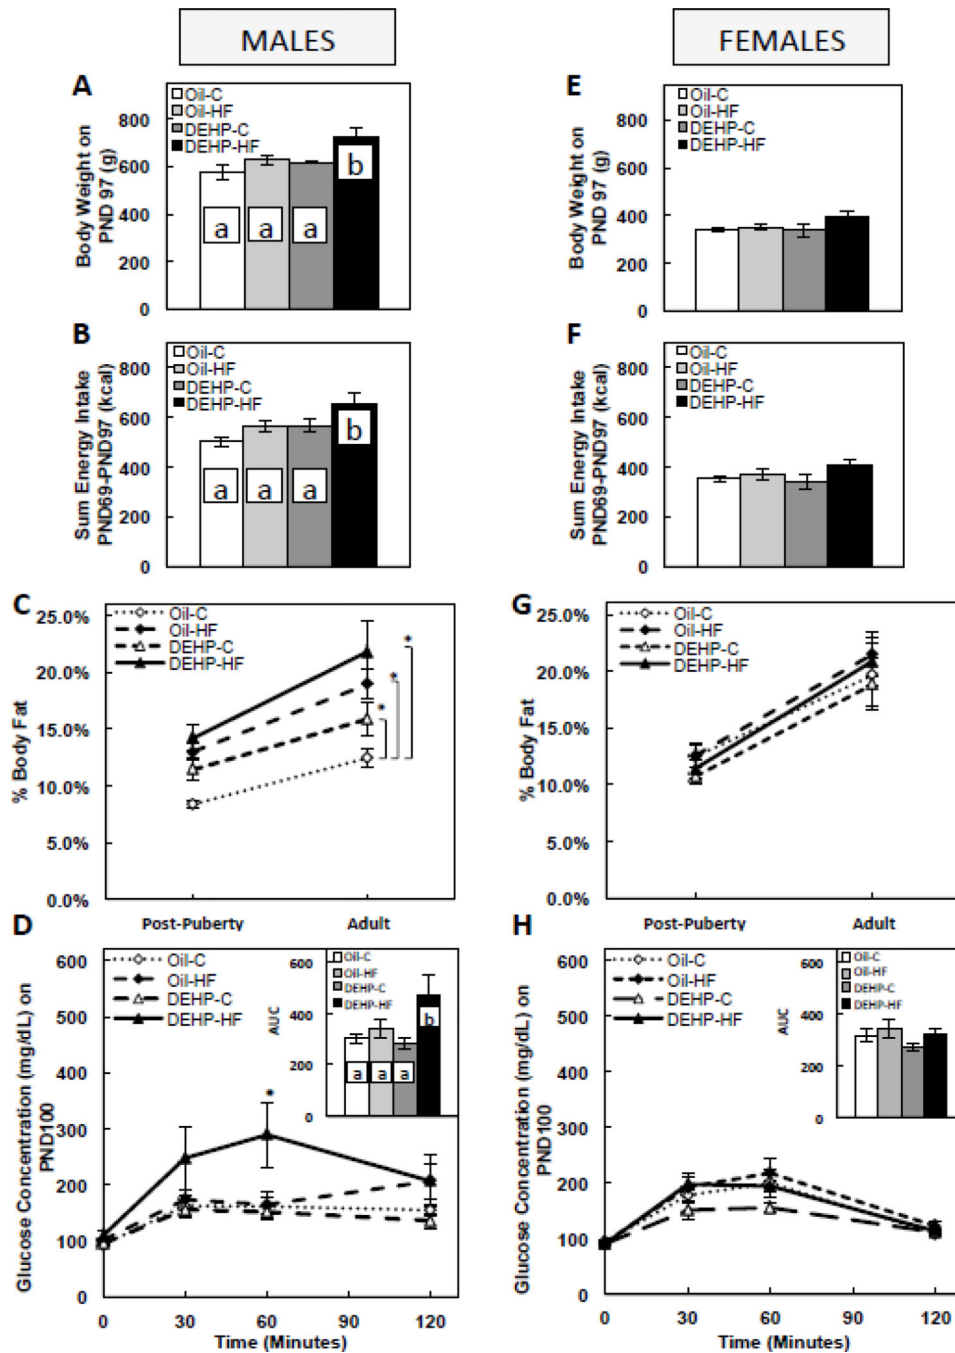 MALES
FEMALES
A
Oil-C
Oil-HF
DEHP-C
DEHP-HF
Body Weight on
PND 97 (g)
800
600
400
200
0
a a a b
E
Oil-C
Oil-HF
DEHP-C
DEHP-HF
Body Weight on
PND 97 (g)
800
600
400
200
0
B
Oil-C
Oil-HF
DEHP-C
DEHP-HF
Sum Energy Intake
PND69-PND97 (kcal)
800
600
400
200
0
a a a b
F
Oil-C
Oil-HF
DEHP-C
DEHP-HF
Sum Energy Intake
PND69-PND97 (kcal)
800
600
400
200
0
C
Oil-C
Oil-HF
DEHP-C
DEHP-HF
% Body Fat
25.0%
20.0%
15.0%
10.0%
5.0%
0.0%
* * *
Post-Puberty Adult
G
Oil-C
Oil-HF
DEHP-C
DEHP-HF
% Body Fat
25.0%
20.0%
15.0%
10.0%
5.0%
0.0%
Post-Puberty Adult
D
Oil-C
Oil-HF
DEHP-C
DEHP-HF
Glucose Concentration (mg/dL) on
PND100
600
500
400
300
200
100
0
*
0 30 60 90 120
Time (Minutes)
Oil-C
Oil-HF
DEHP-C
DEHP-HF
AUC
600
400
200
0
a a a b
H
Oil-C
Oil-HF
DEHP-C
DEHP-HF
Glucose Concentration (mg/dL) on
PND100
600
500
400
300
200
100
0
0 30 60 90 120
Time (Minutes)
Oil-C
Oil-HF
DEHP-C
DEHP-HF
AUC
600
400
200
0